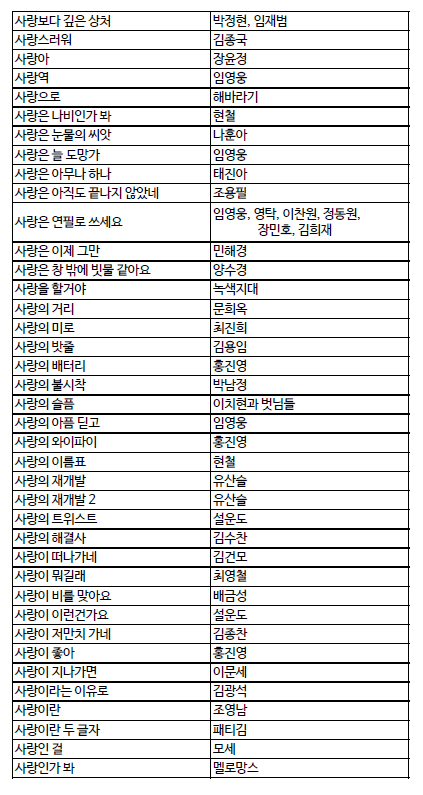 사랑보다 깊은 상처 박정현, 임재범
사랑스러워 김종국
사랑아 장윤정
사랑역 임영웅
사랑으로 해바라기
사랑은 나비인가 봐 현철
사랑은 눈물의 씨앗 나훈아
사랑은 늘 도망가 임영웅
사랑은 아무나 하나 태진아
사랑은 아직도 끝나지 않았네 조용필
사랑은 연필로 쓰세요 임영웅, 영탁, 이찬원, 정동원,
장민호, 김희재
사랑은 이제 그만 민해경
사랑은 창 밖에 빗물 같아요 양수경
사랑을 할거야 녹색지대
사랑의 거리 문희옥
사랑의 미로 최진희
사랑의 밧줄 김용임
사랑의 배터리 홍진영
사랑의 불시착 박남정
사랑의 슬픔 이치현과 벗님들
사랑의 아픔 딛고 임영웅
사랑의 와이파이 홍진영
사랑의 이름표 현철
사랑의 재개발 유산슬
사랑의 재개발 2 유산슬
사랑의 트위스트 설운도
사랑의 해결사 김수찬
사랑이 떠나가네 김건모
사랑이 뭐길래 최영철
사랑이 비를 맞아요 배금성
사랑이 이런건가요 설운도
사랑이 저만치 가네 김종찬
사랑이 좋아 홍진영
사랑이 지나가면 이문세
사랑이라는 이유로 김광석
사랑이란 조영남
사랑이란 두 글자 패티김
사랑인 걸 모세
사랑인가 봐 멜로망스